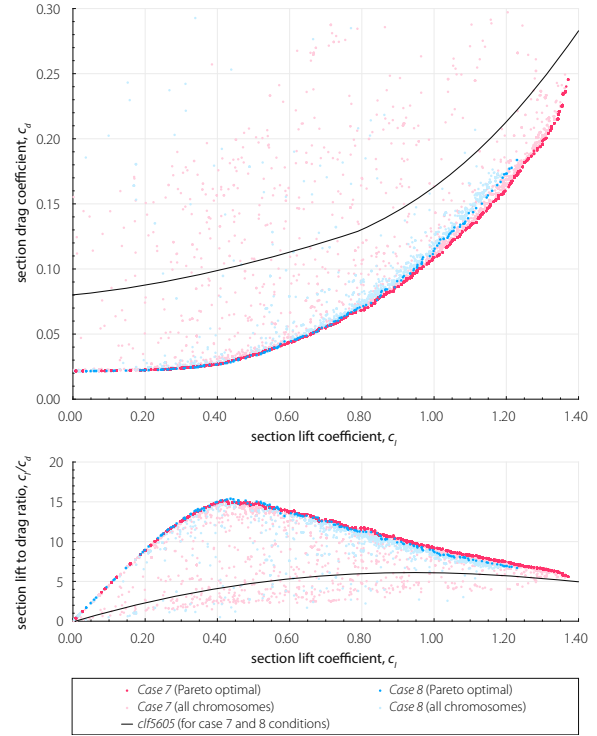 0.30
0.25
0.20
0.15
0.10
0.05
0.00
section drag coefficient, cd
0.00 0.20 0.40 0.60 0.80 1.00 1.20 1.40
section lift coefficient, cl
20
15
10
5
0
section lift to drag ratio, cl/cd
0.00 0.20 0.40 0.60 0.80 1.00 1.20 1.40
section lift coefficient, cl
Case 7 (Pareto optimal) Case 8 (Pareto optimal)
Case 7 (all chromosomes) Case 8 (all chromosomes)
clf5605 (for case 7 and 8 conditions)